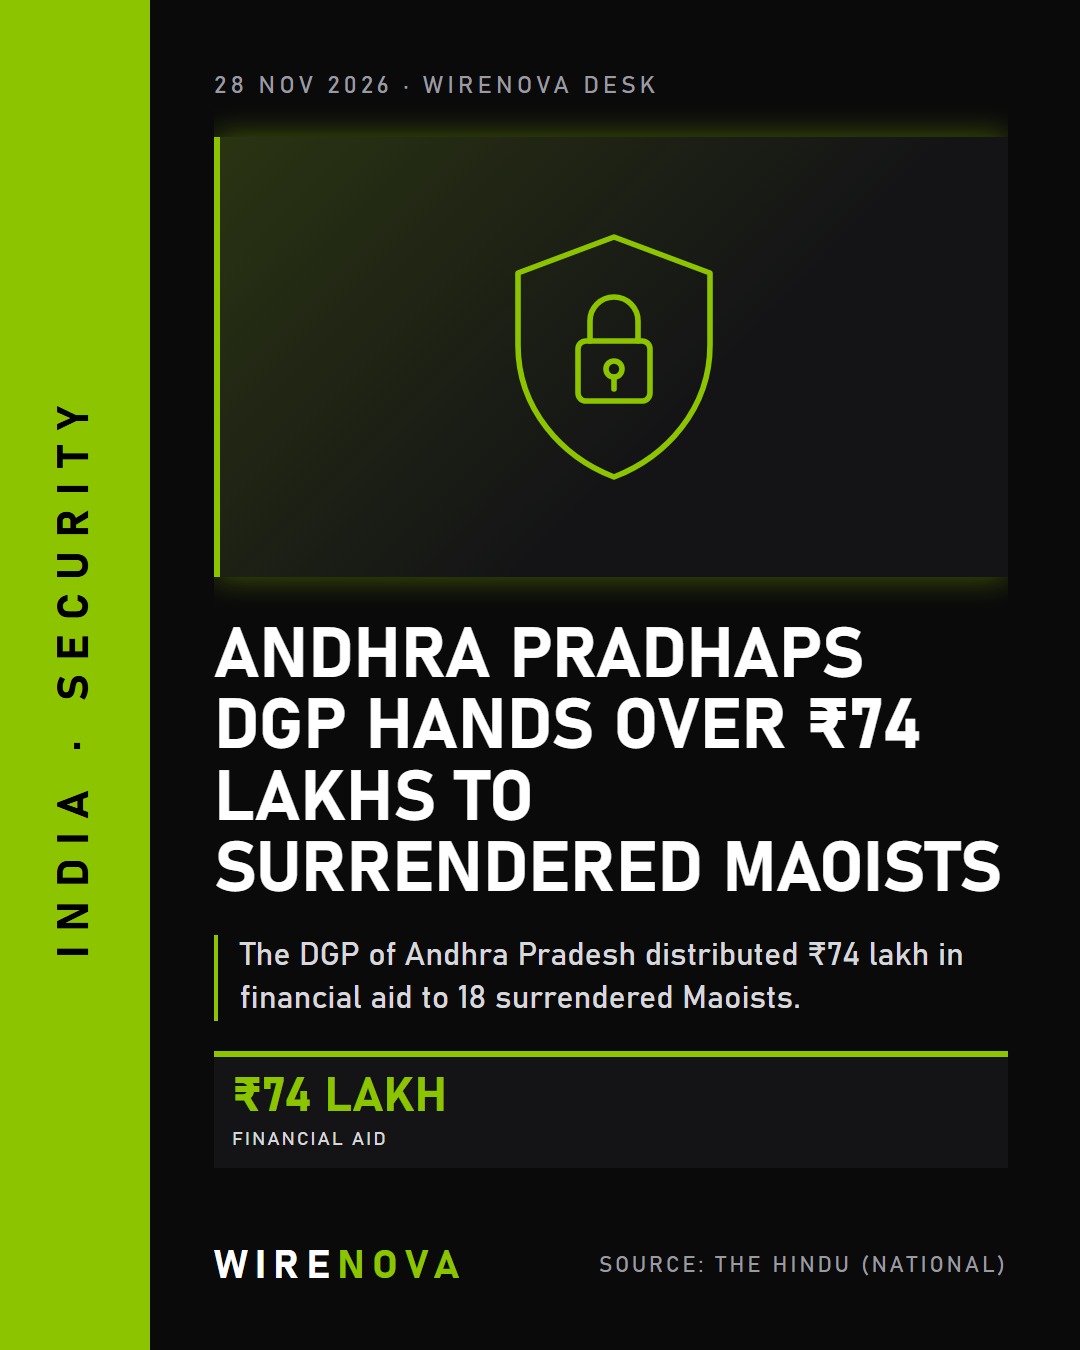 28 NOV 2026 · WIRENOVA DESK
INDIA · SECURITY
ANDHRA PRADHAPS
DGP HANDS OVER ₹74
LAKHS TO
SURRENDERED MAOISTS
The DGP of Andhra Pradesh distributed ₹74 lakh in
financial aid to 18 surrendered Maoists.
₹74 LAKH
FINANCIAL AID
WIRENOVA
SOURCE: THE HINDU (NATIONAL)